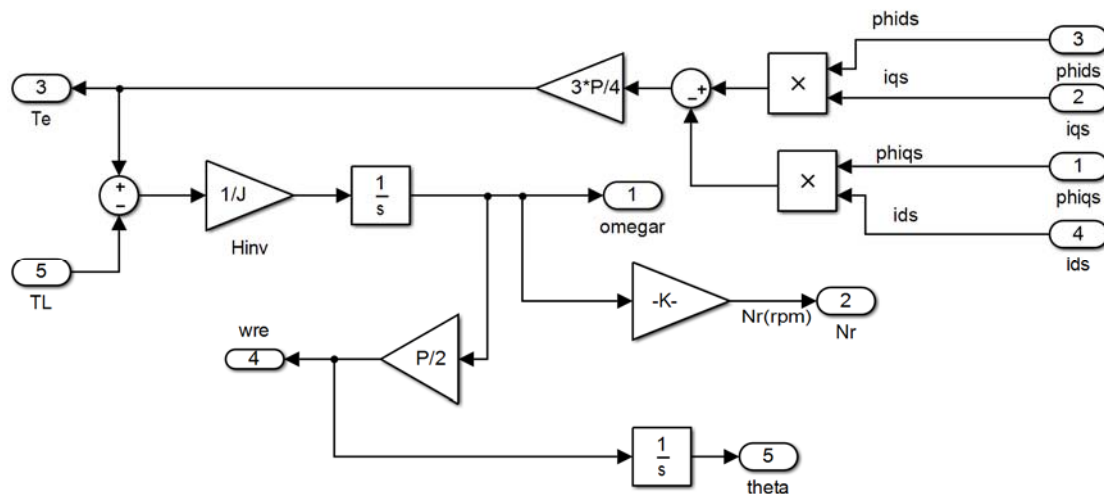 phids
3
phids
3*P/4
−
+
×
iqs
2
iqs
3
Te
phiqs
1
phiqs
×
ids
4
ids
+
−
1/J
Hinv
1
s
1
omegar
5
TL
-K-
Nr(rpm)
2
Nr
wre
4
P/2
1
s
5
theta